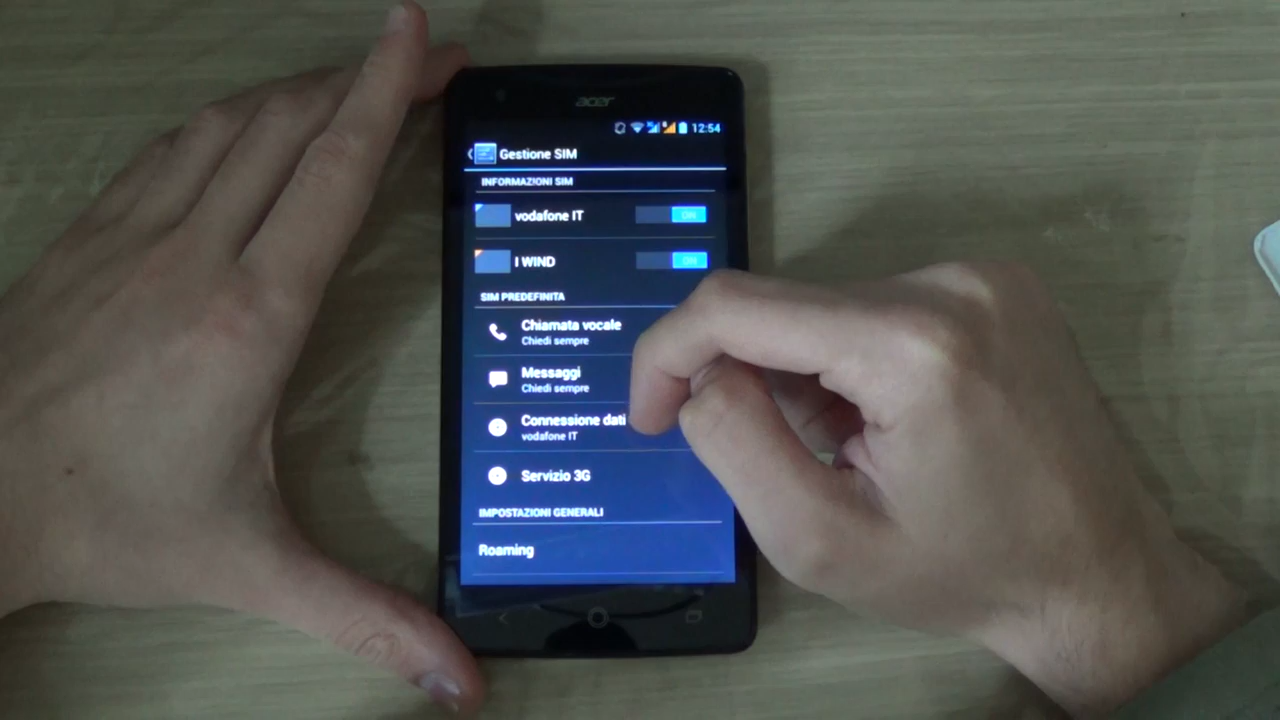 acer
12:54
Gestione SIM
INFORMAZIONI SIM
vodafone IT ON
I WIND ON
SIM PREDEFINITA
Chiamata vocale
Chiedi sempre
Messaggi
Chiedi sempre
Connessione dati
vodafone IT
Servizio 3G
IMPOSTAZIONI GENERALI
Roaming